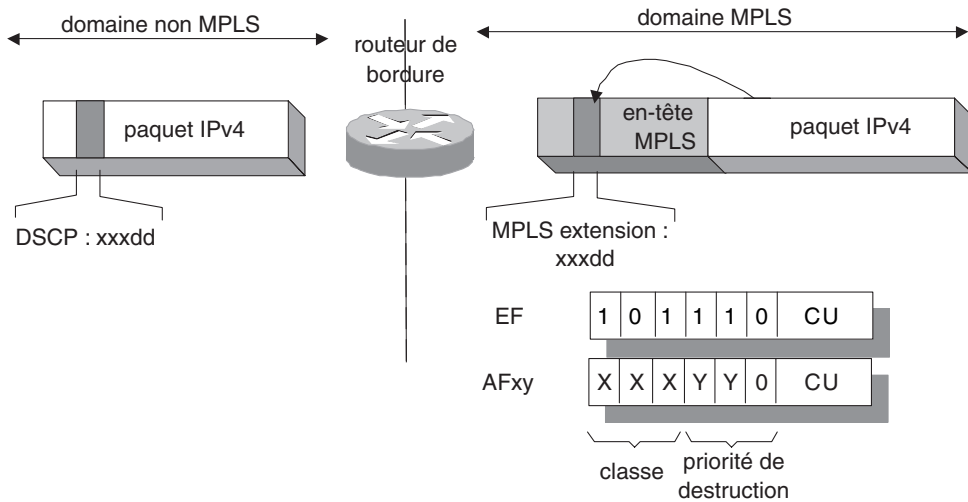 domaine non MPLS
domaine MPLS
routeur de
bordure
paquet IPv4
en-tête
MPLS
paquet IPv4
DSCP : xxxdd
MPLS extension :
xxxdd
EF 1 0 1 1 1 0 CU
AFxy X X X Y Y 0 CU
classe
priorité de
destruction